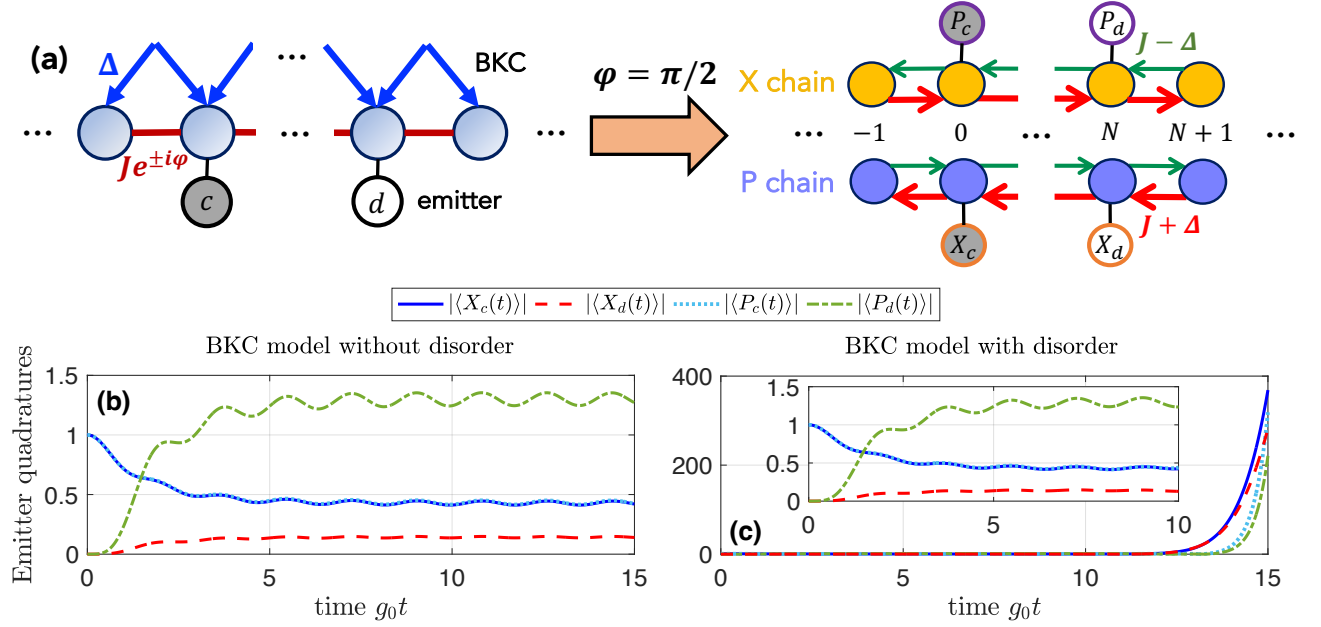 (a)
Δ
...
BKC
...
...
...
Je^{±iφ}
c
d
emitter
φ = π/2
P_c
P_d
J − Δ
X chain
...
−1
0
...
N
N + 1
...
P chain
J + Δ
X_c
X_d
|⟨X_c(t)⟩|
|⟨X_d(t)⟩|
|⟨P_c(t)⟩|
|⟨P_d(t)⟩|
BKC model without disorder
Emitter quadratures
1.5
1
0.5
0
(b)
0
5
10
15
time g_0t
BKC model with disorder
400
200
0
(c)
1.5
1
0.5
0
0
5
10
0
5
10
15
time g_0t